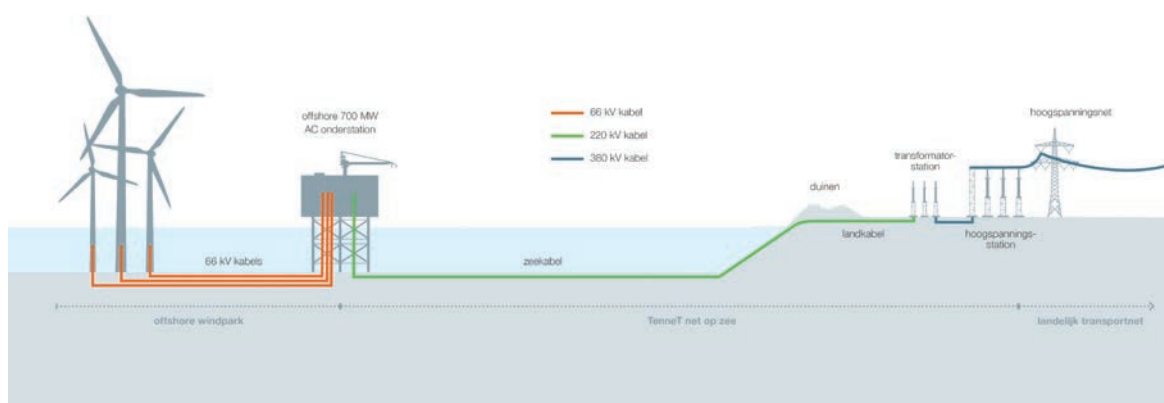 offshore 700 MW
AC onderstation
66 kV kabel
220 kV kabel
380 kV kabel
hoogspanningsnet
transformator-
station
duinen
landkabel
hoogspannings-
station
66 kV kabels
zeekabel
offshore windpark
TenneT net op zee
landelijk transportnet